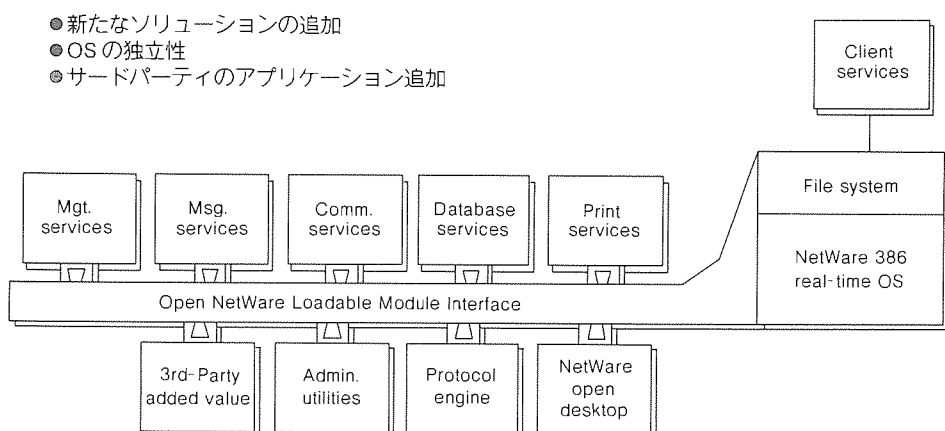 ●新たなソリューションの追加
●OSの独立性
●サードパーティのアプリケーション追加
Client
services
File system
NetWare 386
real-time OS
Mgt.
services
Msg.
services
Comm.
services
Database
services
Print
services
Open NetWare Loadable Module Interface
3rd-Party
added value
Admin.
utilities
Protocol
engine
NetWare
open
desktop